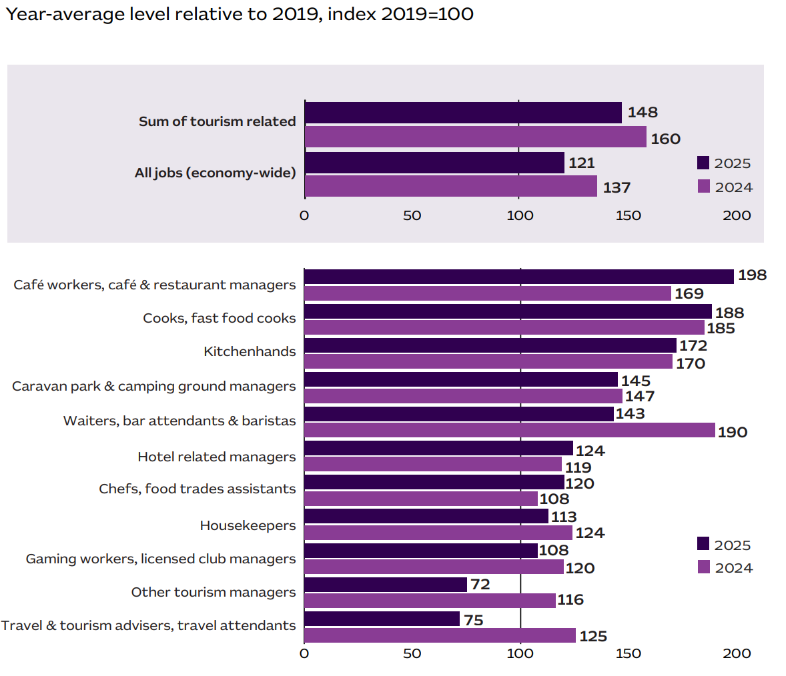 Year-average level relative to 2019, index 2019=100
Sum of tourism related
148
160
All jobs (economy-wide)
121
137
2025
2024
0 50 100 150 200
Café workers, café & restaurant managers
198
169
Cooks, fast food cooks
188
185
Kitchenhands
172
170
Caravan park & camping ground managers
145
147
Waiters, bar attendants & baristas
143
190
Hotel related managers
124
119
Chefs, food trades assistants
120
108
Housekeepers
113
124
Gaming workers, licensed club managers
108
120
Other tourism managers
72
116
Travel & tourism advisers, travel attendants
75
125
2025
2024
0 50 100 150 200